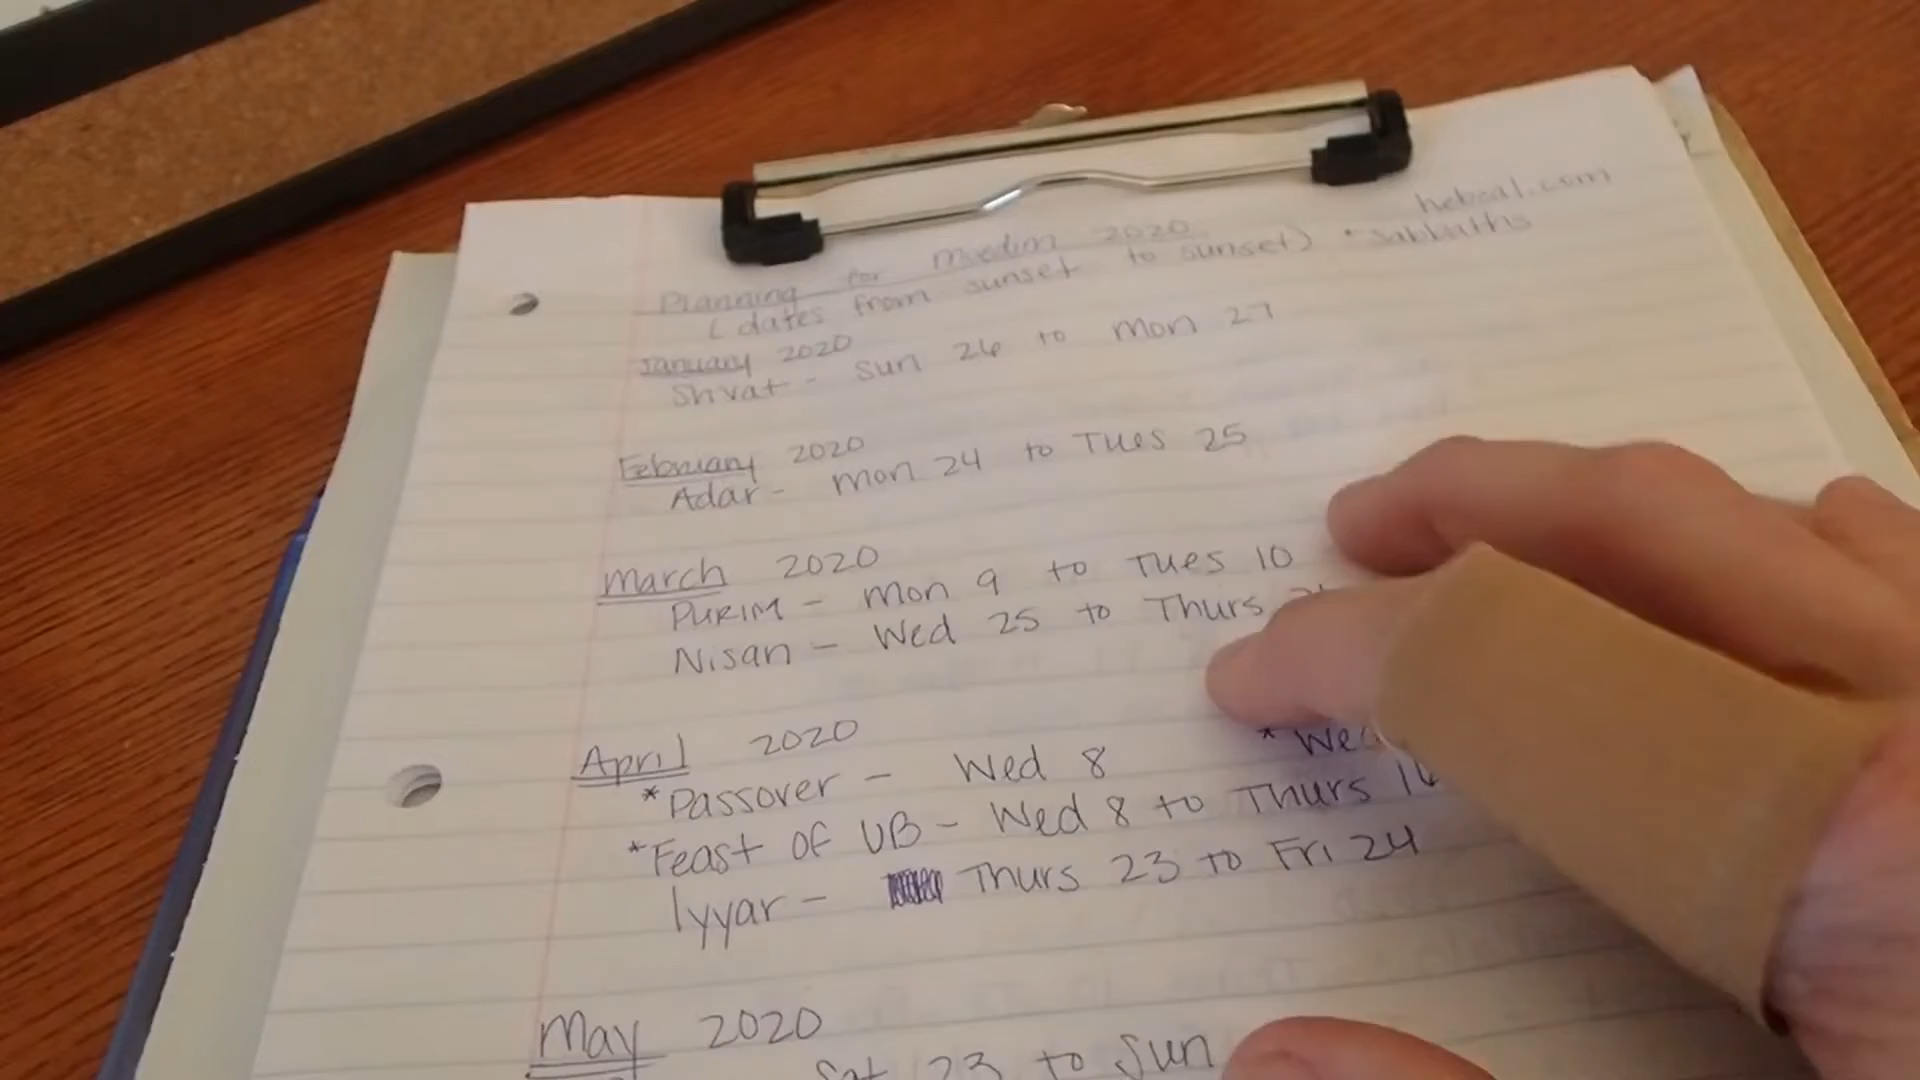 hebcal.com
Planning for Moedim 2020
(dates from sunset to sunset) *Sabbaths
January 2020
Shvat - Sun 26 to Mon 27
February 2020
Adar - Mon 24 to Tues 25
March 2020
PURIM - Mon 9 to Tues 10
Nisan - Wed 25 to Thurs
April 2020
*Passover - Wed 8 *
*Feast of UB - Wed 8 to Thurs 16
Iyyar - Thurs 23 to Fri 24
May 2020
Sat 23 to Sun